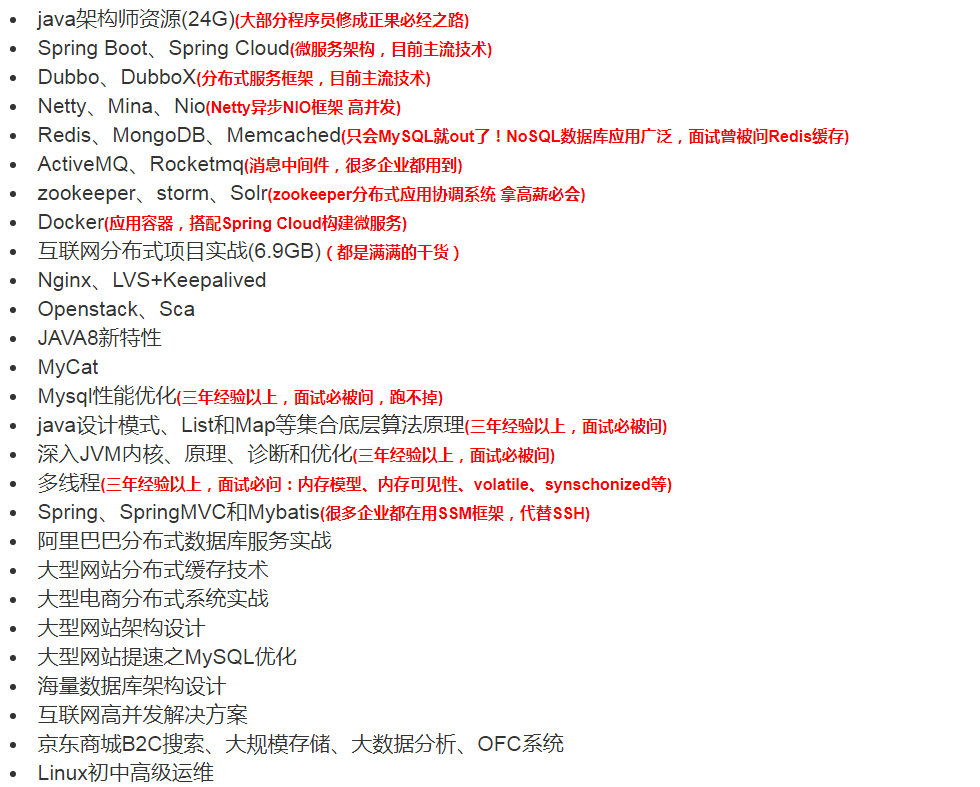 java架构师资源(24G)(大部分程序员修成正果必经之路)
Spring Boot、Spring Cloud(微服务架构，目前主流技术)
Dubbo、DubboX(分布式服务框架，目前主流技术)
Netty、Mina、Nio(Netty异步NIO框架 高并发)
Redis、MongoDB、Memcached(只会MySQL就out了！NoSQL数据库应用广泛，面试曾被问Redis缓存)
ActiveMQ、Rocketmq(消息中间件，很多企业都用到)
zookeeper、storm、Solr(zookeeper分布式应用协调系统 拿高薪必会)
Docker(应用容器，搭配Spring Cloud构建微服务)
互联网分布式项目实战(6.9GB)（都是满满的干货）
Nginx、LVS+Keepalived
Openstack、Sca
JAVA8新特性
MyCat
Mysql性能优化(三年经验以上，面试必被问，跑不掉)
java设计模式、List和Map等集合底层算法原理(三年经验以上，面试必被问)
深入JVM内核、原理、诊断和优化(三年经验以上，面试必被问)
多线程(三年经验以上，面试必问：内存模型、内存可见性、volatile、synschonized等)
Spring、SpringMVC和Mybatis(很多企业都在用SSM框架，代替SSH)
阿里巴巴分布式数据库服务实战
大型网站分布式缓存技术
大型电商分布式系统实战
大型网站架构设计
大型网站提速之MySQL优化
海量数据库架构设计
互联网高并发解决方案
京东商城B2C搜索、大规模存储、大数据分析、OFC系统
Linux初中高级运维